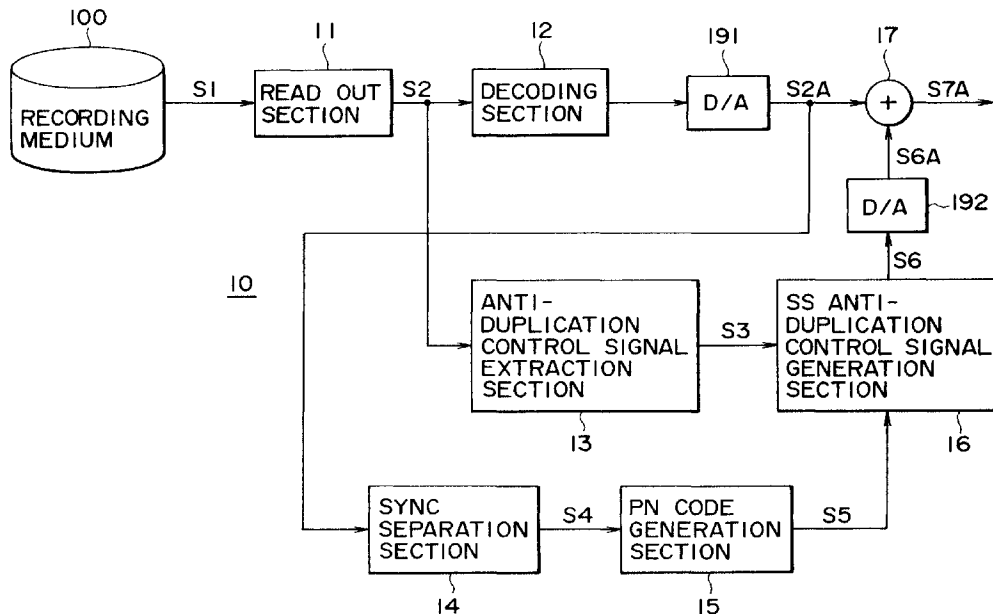 100
RECORDING
MEDIUM
S1
11
READ OUT
SECTION
S2
12
DECODING
SECTION
191
D/A
S2A
17
+
S7A
S6A
D/A
192
S6
10
ANTI-
DUPLICATION
CONTROL SIGNAL
EXTRACTION
SECTION
13
S3
SS ANTI-
DUPLICATION
CONTROL SIGNAL
GENERATION
SECTION
16
SYNC
SEPARATION
SECTION
14
S4
PN CODE
GENERATION
SECTION
15
S5